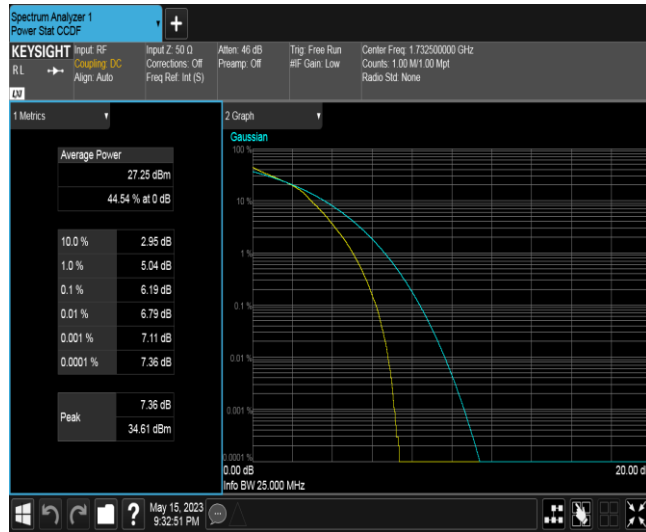 Spectrum Analyzer 1
Power Stat CCDF
KEYSIGHT
RL
LXI
Input: RF
Coupling: DC
Align: Auto
Input Z: 50 Ω
Corrections: Off
Freq Ref: Int (S)
Atten: 46 dB
Preamp: Off
Trig: Free Run
#IF Gain: Low
Center Freq: 1.732500000 GHz
Counts: 1.00 M/1.00 Mpt
Radio Std: None
1 Metrics
Average Power
27.25 dBm
44.54 % at 0 dB
10.0 % 2.95 dB
1.0 % 5.04 dB
0.1 % 6.19 dB
0.01 % 6.79 dB
0.001 % 7.11 dB
0.0001 % 7.36 dB
Peak
7.36 dB
34.61 dBm
2 Graph
Gaussian
100 %
10 %
1 %
0.1 %
0.01 %
0.001 %
0.0001 %
0.00 dB
20.00 d
Info BW 25.000 MHz
?
May 15, 2023
9:32:51 PM